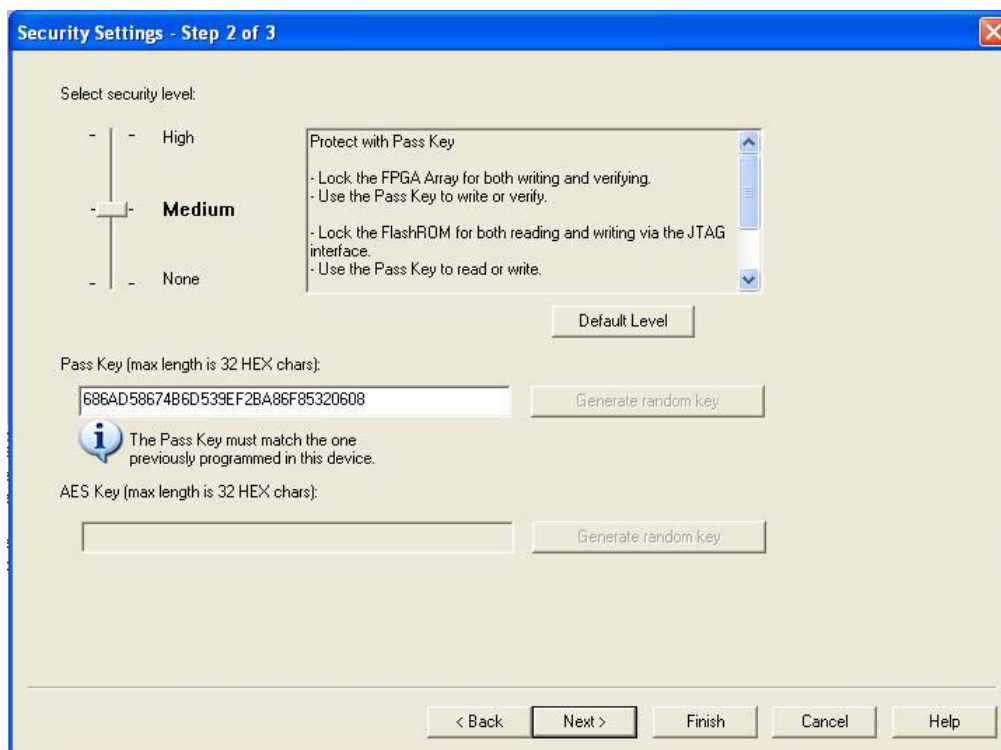 Security Settings - Step 2 of 3
Select security level:
High
Medium
None
Protect with Pass Key
- Lock the FPGA Array for both writing and verifying.
- Use the Pass Key to write or verify.
- Lock the FlashROM for both reading and writing via the JTAG
interface.
- Use the Pass Key to read or write.
Default Level
Pass Key (max length is 32 HEX chars):
686AD58674B6D539EF2BA86F85320608
Generate random key
The Pass Key must match the one
previously programmed in this device.
AES Key (max length is 32 HEX chars):
Generate random key
< Back
Next >
Finish
Cancel
Help